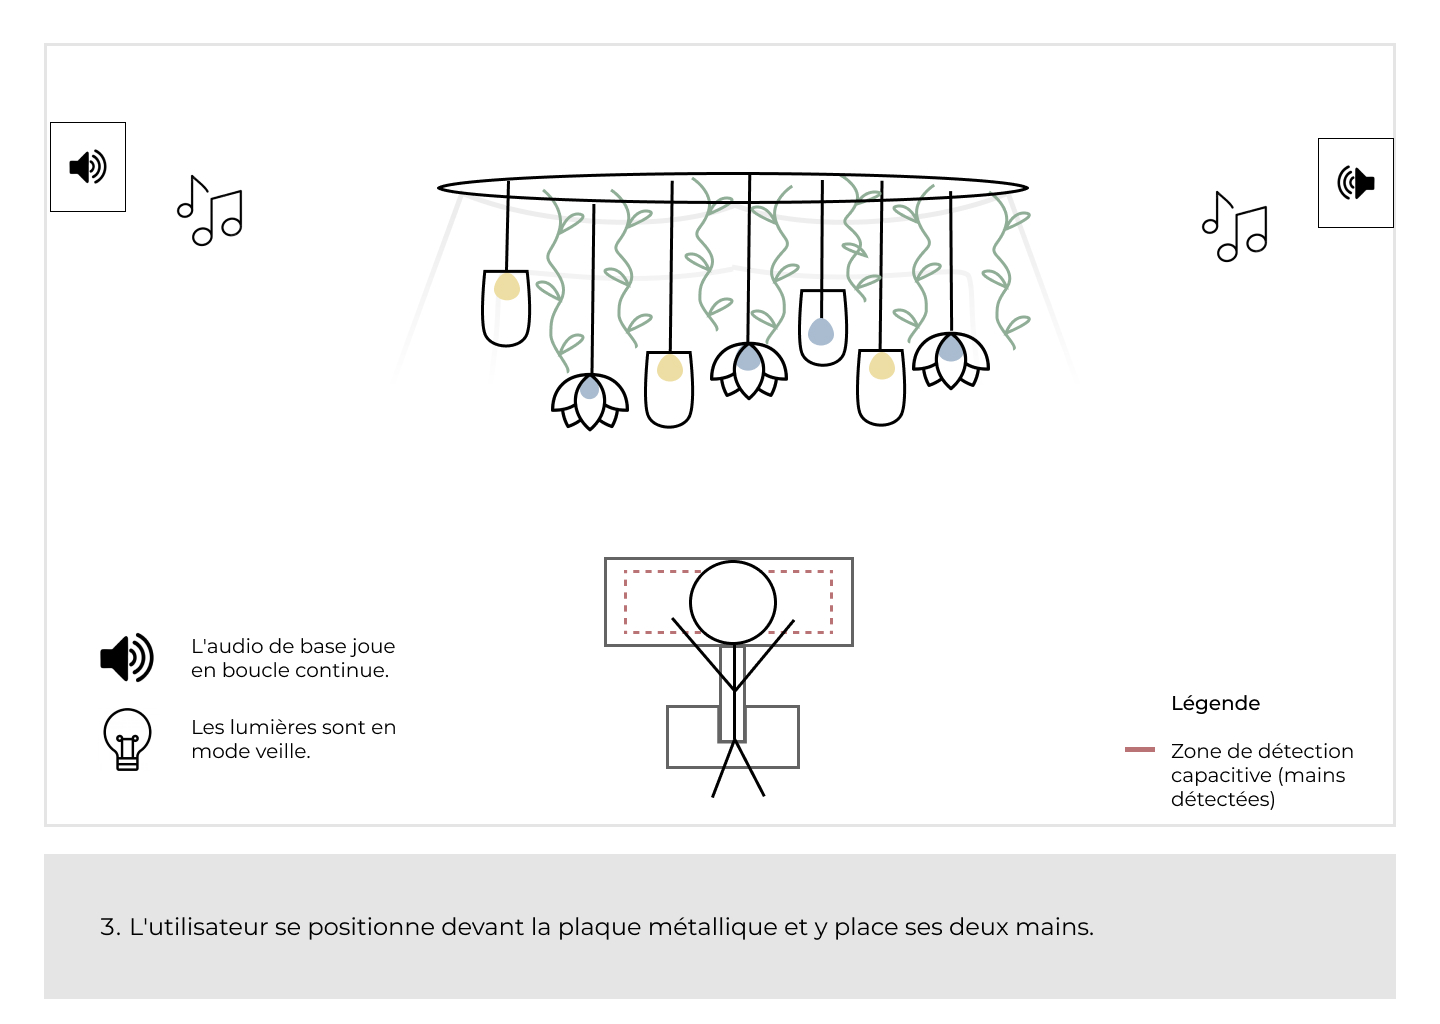 L'audio de base joue
en boucle continue.
Les lumières sont en
mode veille.
Légende
Zone de détection
capacitive (mains
détectées)
3. L'utilisateur se positionne devant la plaque métallique et y place ses deux mains.